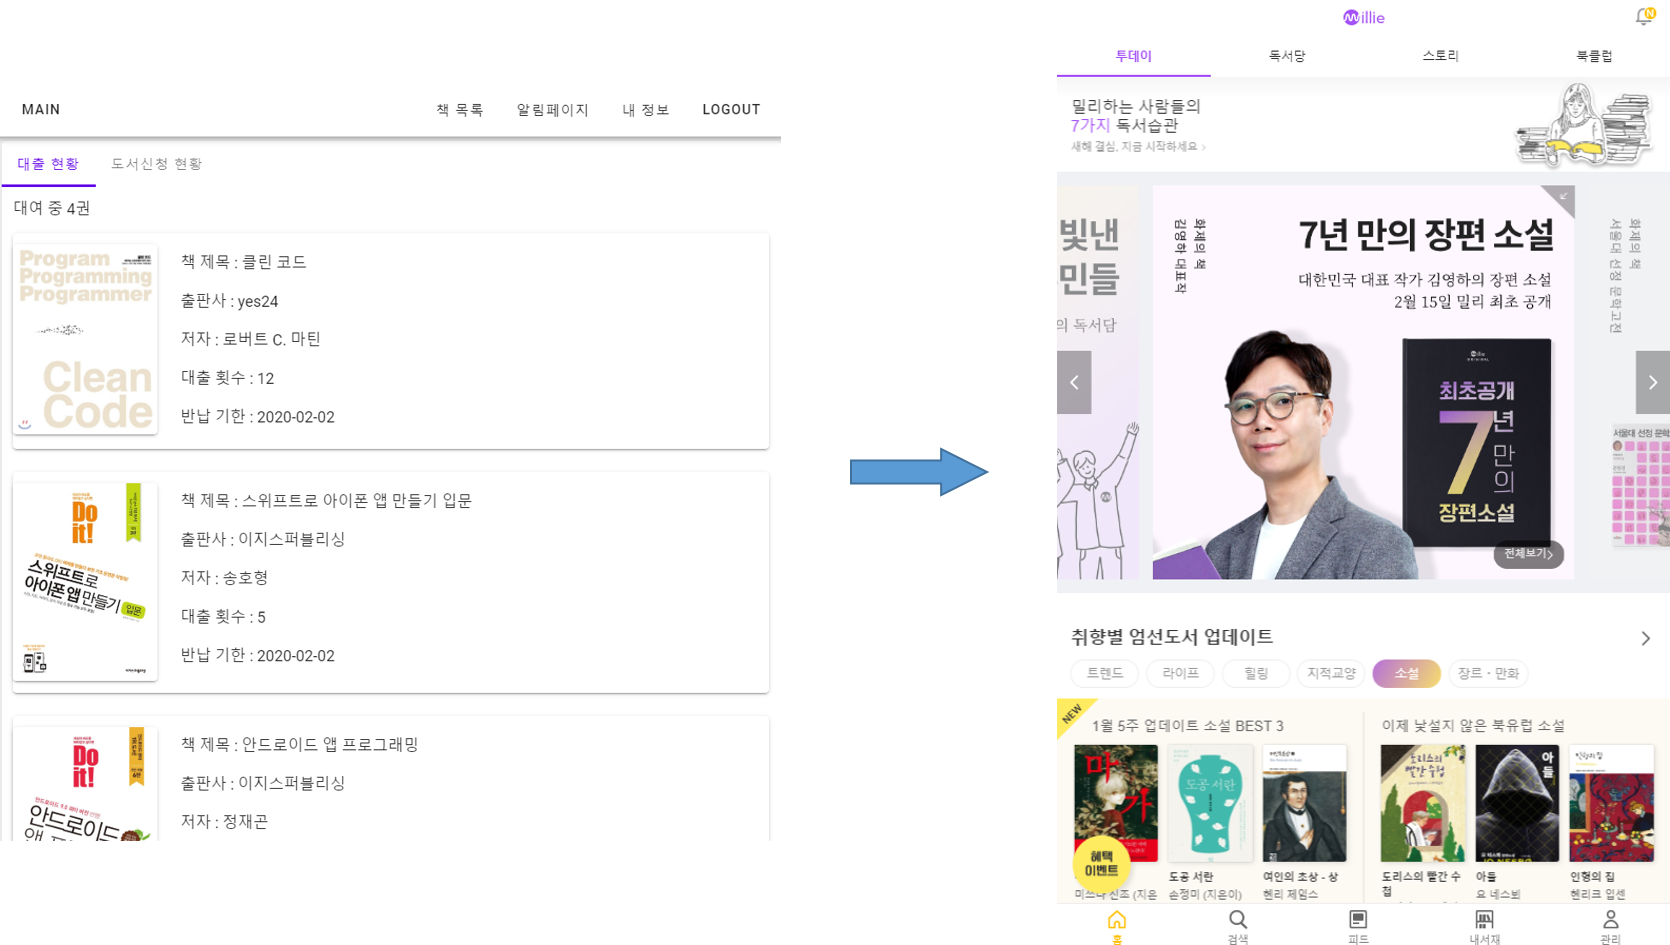 MAIN
책 목록
알림페이지
내 정보
LOGOUT
대출 현황
도서신청 현황
대여 중 4권
Program
Programming
Programmer
Clean
Code
책 제목 : 클린 코드
출판사 : yes24
저자 : 로버트 C. 마틴
대출 횟수 : 12
반납 기한 : 2020-02-02
Do
it!
스위프트로
아이폰 앱 만들기
입문
책 제목 : 스위프트로 아이폰 앱 만들기 입문
출판사 : 이지스퍼블리싱
저자 : 송호형
대출 횟수 : 5
반납 기한 : 2020-02-02
Do
it!
안드로이드
책 제목 : 안드로이드 앱 프로그래밍
출판사 : 이지스퍼블리싱
저자 : 정재곤
Millie
N
투데이
독서당
스토리
북클럽
밀리하는 사람들의
7가지 독서습관
새해 결심, 지금 시작하세요 >
빛낸
민들
의 독서담
화제의 책
김영하 대표작
7년 만의 장편 소설
대한민국 대표 작가 김영하의 장편 소설
2월 15일 밀리 최초 공개
millie
ORIGINAL
최초공개
7년
만의
장편소설
전체보기>
화제의 책
서울대 선정 문학고전
서울대 선정 문학
취향별 엄선도서 업데이트
트렌드
라이프
힐링
지적교양
소설
장르・만화
NEW
1월 5주 업데이트 소설 BEST 3
이제 낯설지 않은 북유럽 소설
마
가
도공 서란
도리스의
빨간 수첩
아들
인형의 집
혜택
이벤트
도공 서란
손정미 (지은이)
여인의 초상 - 상
헨리 제임스
도리스의 빨간 수
첩
아들
요 네스뵈
인형의 집
헨리크 입센
홈
검색
피드
내서재
관리